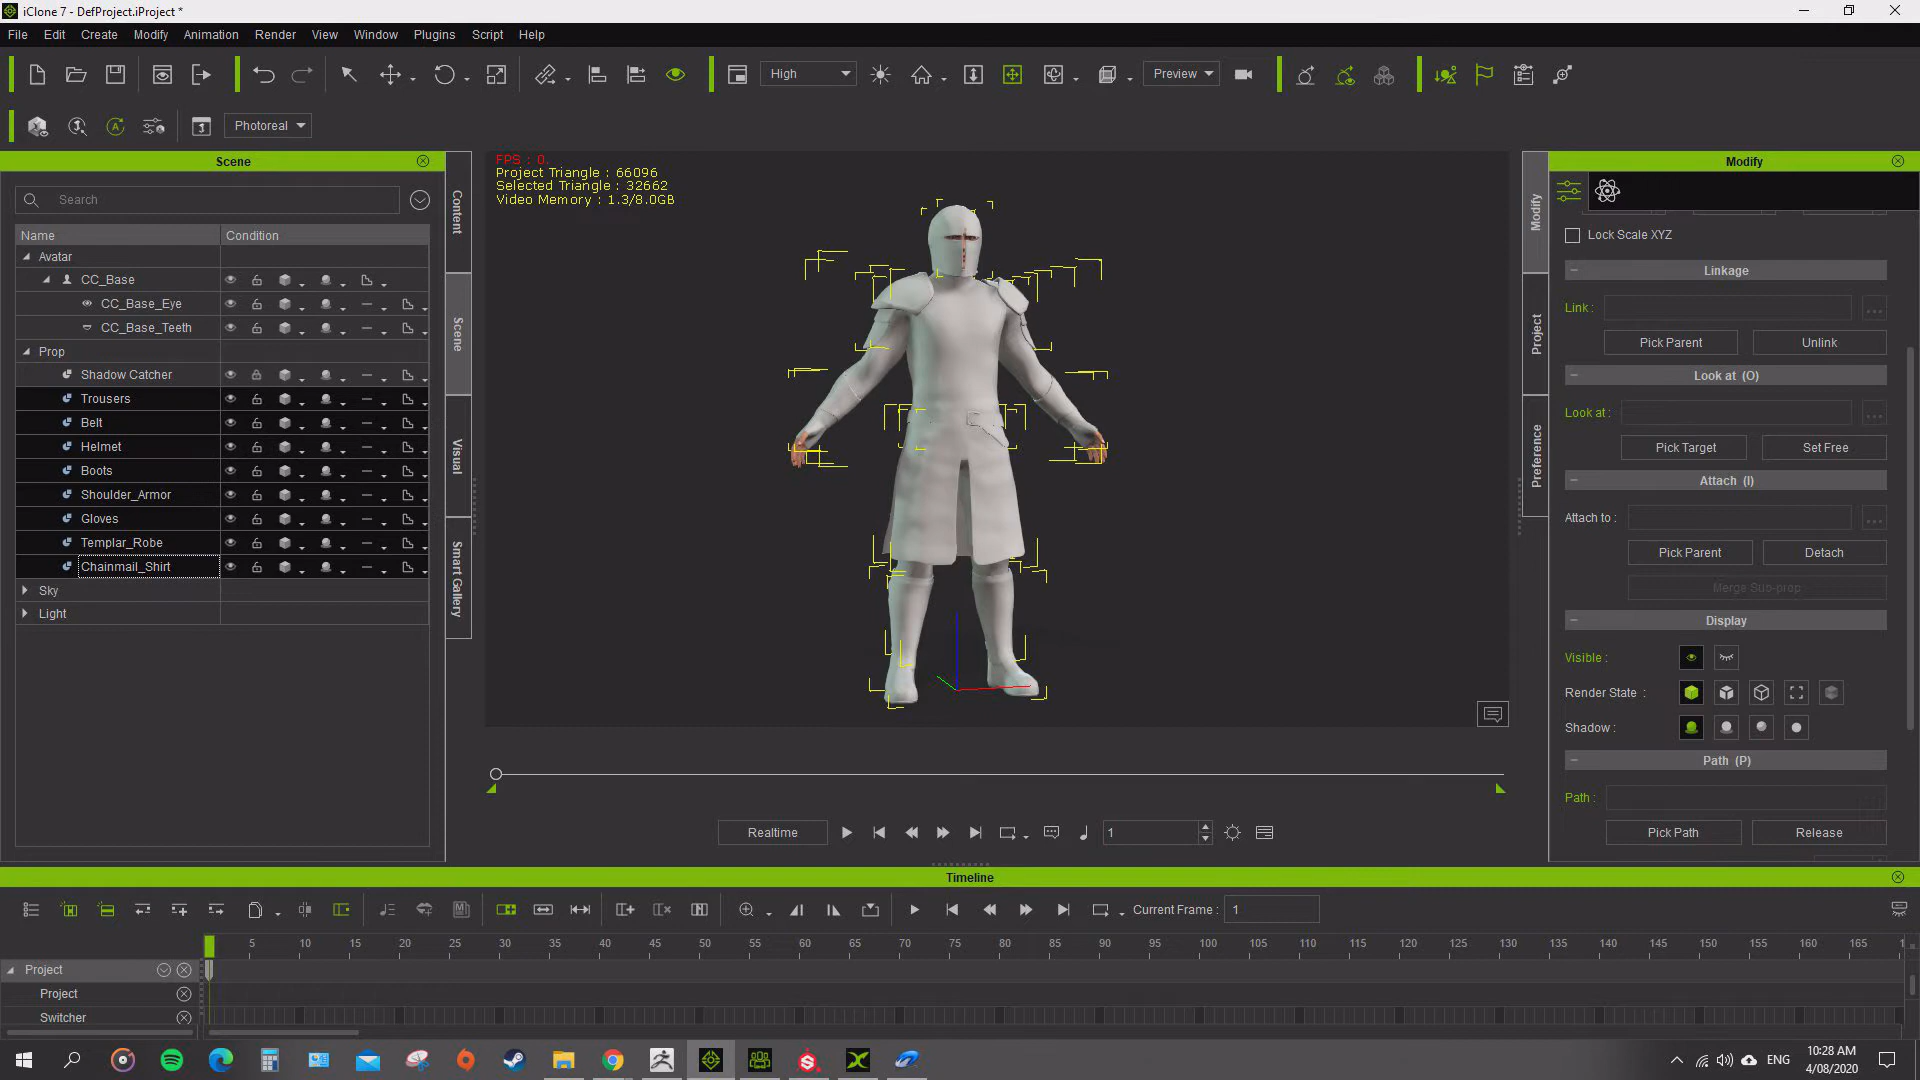 iClone 7 - DefProject.iProject *
File Edit Create Modify Animation Render View Window Plugins Script Help
High
Preview
Photoreal
Scene
Search
Name Condition
Avatar
CC_Base
CC_Base_Eye
CC_Base_Teeth
Prop
Shadow Catcher
Trousers
Belt
Helmet
Boots
Shoulder_Armor
Gloves
Templar_Robe
Chainmail_Shirt
Sky
Light
Content
Scene
Visual
Smart Gallery
FPS : 0.
Project Triangle : 66096
Selected Triangle : 32662
Video Memory : 1.3/8.0GB
Modify
Project
Preference
Modify
Lock Scale XYZ
Linkage
Link :
...
Pick Parent Unlink
Look at (O)
Look at :
...
Pick Target Set Free
Attach (I)
Attach to :
...
Pick Parent Detach
Merge Sub-prop
Display
Visible :
Render State :
Shadow :
Path (P)
Path :
Pick Path Release
Realtime
1
Timeline
Current Frame : 1
5 10 15 20 25 30 35 40 45 50 55 60 65 70 75 80 85 90 95 100 105 110 115 120 125 130 135 140 145 150 155 160 165 1
Project
Project
Switcher
ENG
10:28 AM
4/08/2020